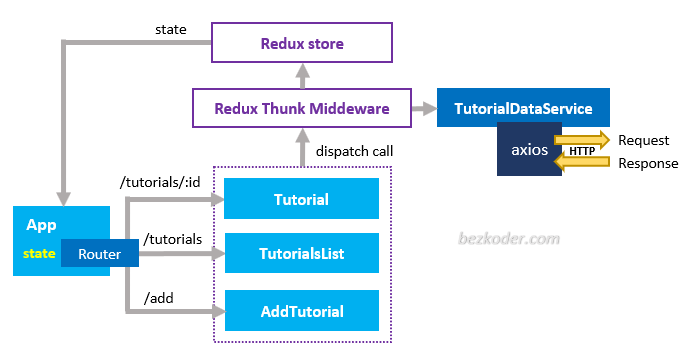 state
Redux store
Redux Thunk Middeware
TutorialDataService
axios
HTTP
Request
Response
dispatch call
/tutorials/:id
Tutorial
App
state
Router
/tutorials
TutorialsList
/add
AddTutorial
bezkoder.com